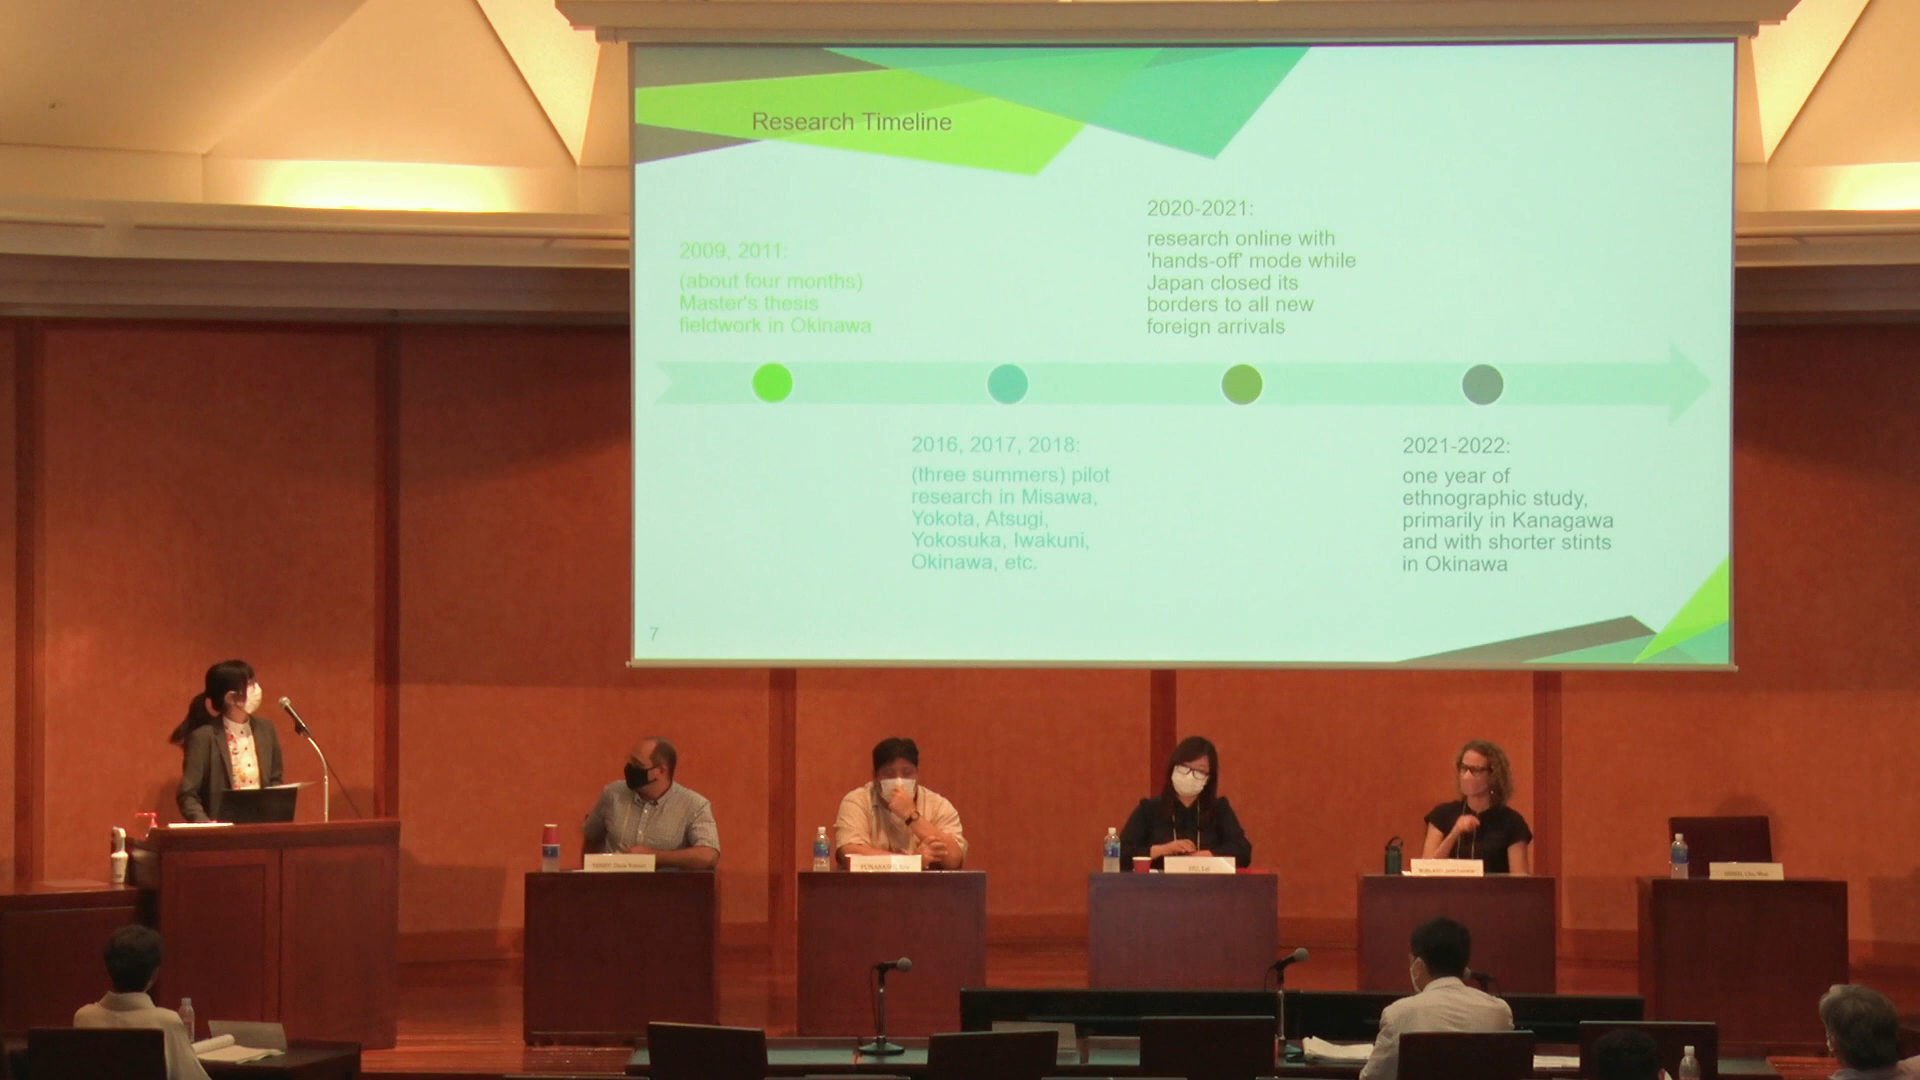 Research Timeline
2009, 2011:
(about four months)
Master's thesis
fieldwork in Okinawa
2016, 2017, 2018:
(three summers) pilot
research in Misawa,
Yokota, Atsugi,
Yokosuka, Iwakuni,
Okinawa, etc.
2020-2021:
research online with
'hands-off' mode while
Japan closed its
borders to all new
foreign arrivals
2021-2022:
one year of
ethnographic study,
primarily in Kanagawa
and with shorter stints
in Okinawa
7